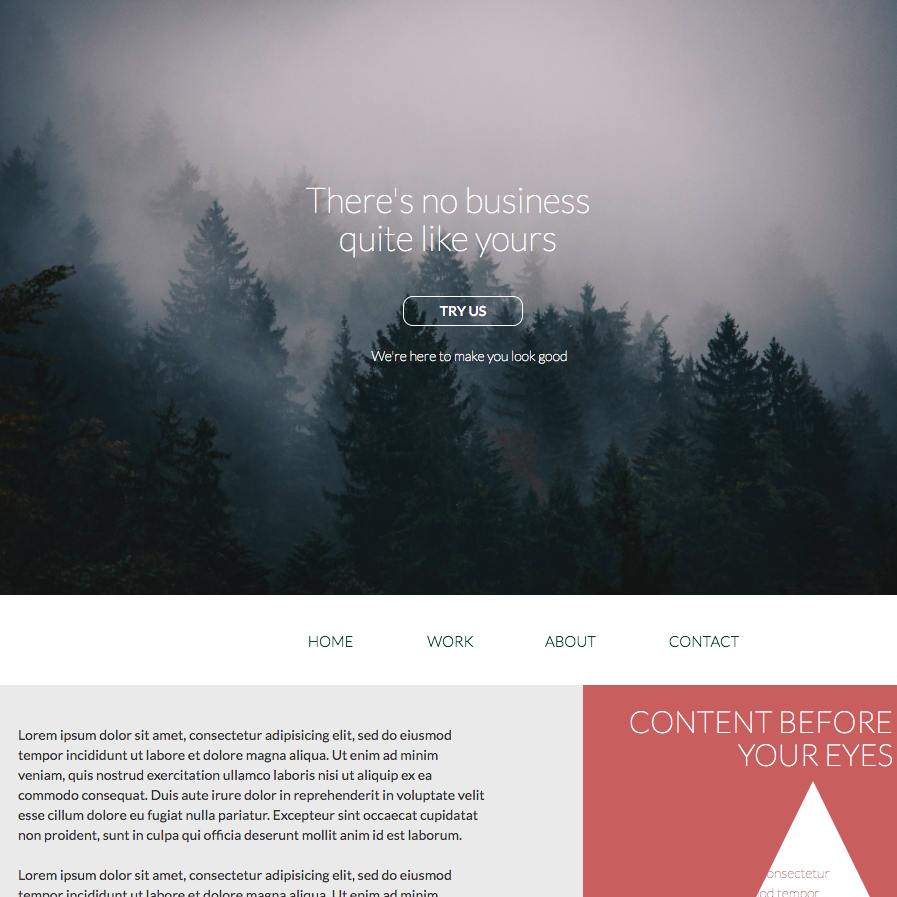 There's no business
quite like yours
TRY US
We're here to make you look good
HOME WORK ABOUT CONTACT
Lorem ipsum dolor sit amet, consectetur adipisicing elit, sed do eiusmod
tempor incididunt ut labore et dolore magna aliqua. Ut enim ad minim
veniam, quis nostrud exercitation ullamco laboris nisi ut aliquip ex ea
commodo consequat. Duis aute irure dolor in reprehenderit in voluptate velit
esse cillum dolore eu fugiat nulla pariatur. Excepteur sint occaecat cupidatat
non proident, sunt in culpa qui officia deserunt mollit anim id est laborum.
Lorem ipsum dolor sit amet, consectetur adipisicing elit, sed do eiusmod
tempor incididunt ut labore et dolore magna aliqua. Ut enim ad minim
CONTENT BEFORE
YOUR EYES
onsectetur
od tempor